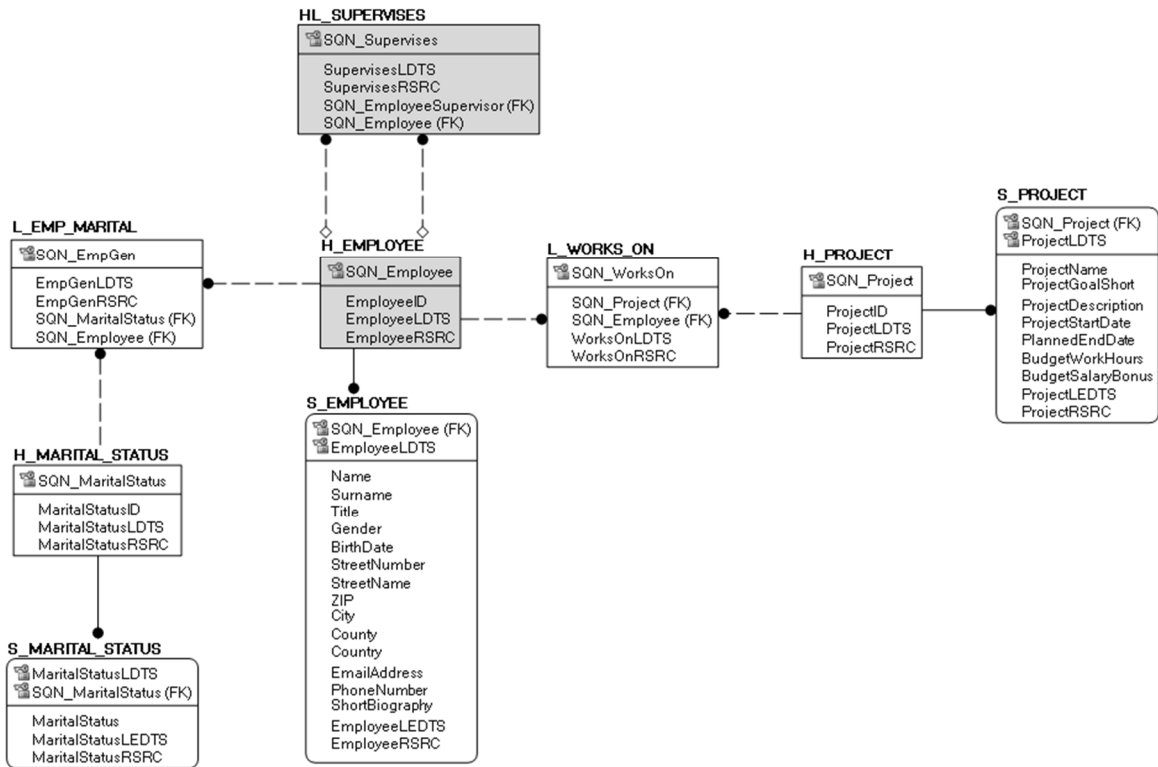 HL_SUPERVISES
SQN_Supervises
SupervisesLDTS
SupervisesRSRC
SQN_EmployeeSupervisor (FK)
SQN_Employee (FK)
L_EMP_MARITAL
SQN_EmpGen
EmpGenLDTS
EmpGenRSRC
SQN_MaritalStatus (FK)
SQN_Employee (FK)
H_EMPLOYEE
SQN_Employee
EmployeeID
EmployeeLDTS
EmployeeRSRC
L_WORKS_ON
SQN_WorksOn
SQN_Project (FK)
SQN_Employee (FK)
WorksOnLDTS
WorksOnRSRC
H_PROJECT
SQN_Project
ProjectID
ProjectLDTS
ProjectRSRC
S_PROJECT
SQN_Project (FK)
ProjectLDTS
ProjectName
ProjectGoalShort
ProjectDescription
ProjectStartDate
PlannedEndDate
BudgetWorkHours
BudgetSalaryBonus
ProjectLEDTS
ProjectRSRC
H_MARITAL_STATUS
SQN_MaritalStatus
MaritalStatusID
MaritalStatusLDTS
MaritalStatusRSRC
S_EMPLOYEE
SQN_Employee (FK)
EmployeeLDTS
Name
Surname
Title
Gender
BirthDate
StreetNumber
StreetName
ZIP
City
County
Country
EmailAddress
PhoneNumber
ShortBiography
EmployeeLEDTS
EmployeeRSRC
S_MARITAL_STATUS
MaritalStatusLDTS
SQN_MaritalStatus (FK)
MaritalStatus
MaritalStatusLEDTS
MaritalStatusRSRC